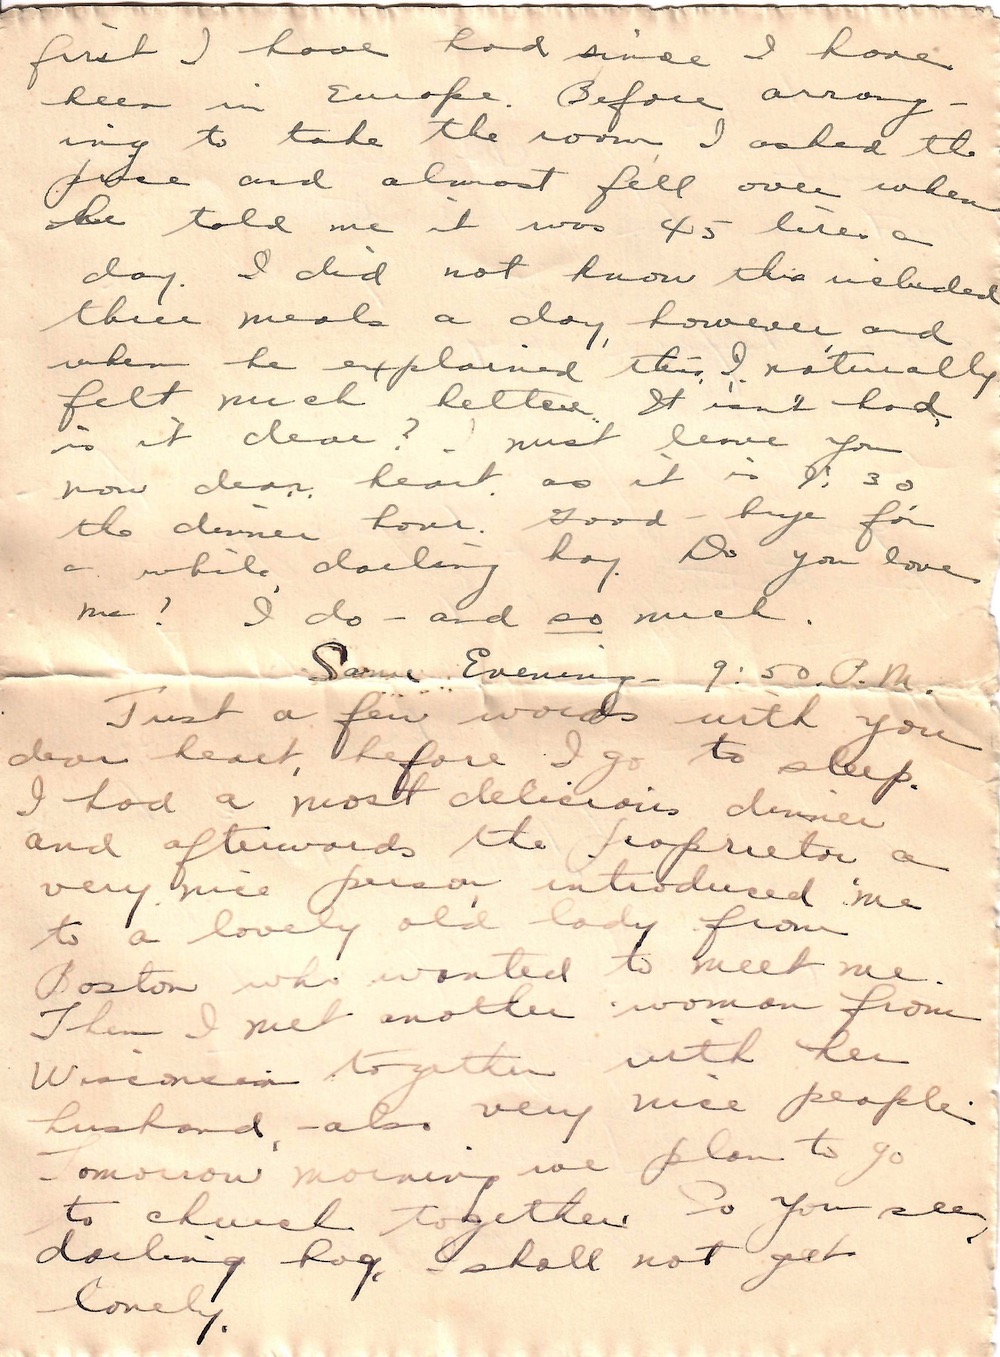 first I have had since I have
been in Europe. Before arrang-
ing to take the room, I asked the
price and almost fell over when
he told me it was 45 lire a
day. I did not know this included
three meals a day, however, and
when he explained this, I naturally
felt much better. It isn't bad,
is it dear? I must leave you
now dear heart as it is 7:30
the dinner hour. Good-bye for
a while, darling boy. Do you love
me? I do - and so much.
Same Evening - 9:50 P.M.
Just a few words with you
dear heart, before I go to sleep.
I had a most delicious dinner
and afterwards the proprietor a
very nice person, introduced me
to a lovely old lady from
Boston who wanted to meet me.
Then I met another woman from
Wisconsin together with her
husband, - also very nice people.
Tomorrow morning we plan to go
to church together. So you see,
darling boy, I shall not get
lonely.